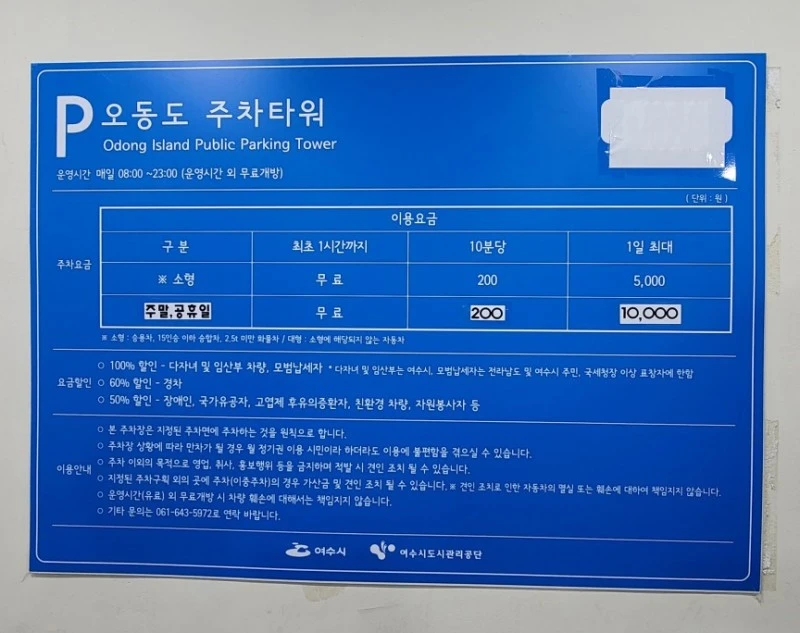 P 오동도 주차타워
Odong Island Public Parking Tower
운영시간 매일 08:00 ~23:00 (운영시간 외 무료개방)
( 단위 : 원 )
주차요금
이용요금
구 분 최초 1시간까지 10분당 1일 최대
※ 소형 무 료 200 5,000
주말,공휴일 무 료 200 10,000
※ 소형 : 승용차, 15인승 이하 승합차, 2.5t 미만 화물차 / 대형 : 소형에 해당되지 않는 자동차
요금할인
○ 100% 할인 - 다자녀 및 임산부 차량, 모범납세자 * 다자녀 및 임산부는 여수시, 모범납세자는 전라남도 및 여수시 주민, 국세청장 이상 표창자에 한함
○ 60% 할인 - 경차
○ 50% 할인 - 장애인, 국가유공자, 고엽제 후유의증환자, 친환경 차량, 자원봉사자 등
이용안내
○ 본 주차장은 지정된 주차면에 주차하는 것을 원칙으로 합니다.
○ 주차장 상황에 따라 만차가 될 경우 월 정기권 이용 시민이라 하더라도 이용에 불편함을 겪으실 수 있습니다.
○ 주차 이외의 목적으로 영업, 취사, 홍보행위 등을 금지하며 적발 시 견인 조치 될 수 있습니다.
○ 지정된 주차구획 외의 곳에 주차(이중주차)의 경우 가산금 및 견인 조치 될 수 있습니다. ※ 견인 조치로 인한 자동차의 멸실 또는 훼손에 대하여 책임지지 않습니다.
○ 운영시간(유료) 외 무료개방 시 차량 훼손에 대해서는 책임지지 않습니다.
○ 기타 문의는 061-643-5972로 연락 바랍니다.
여수시 여수시도시관리공단